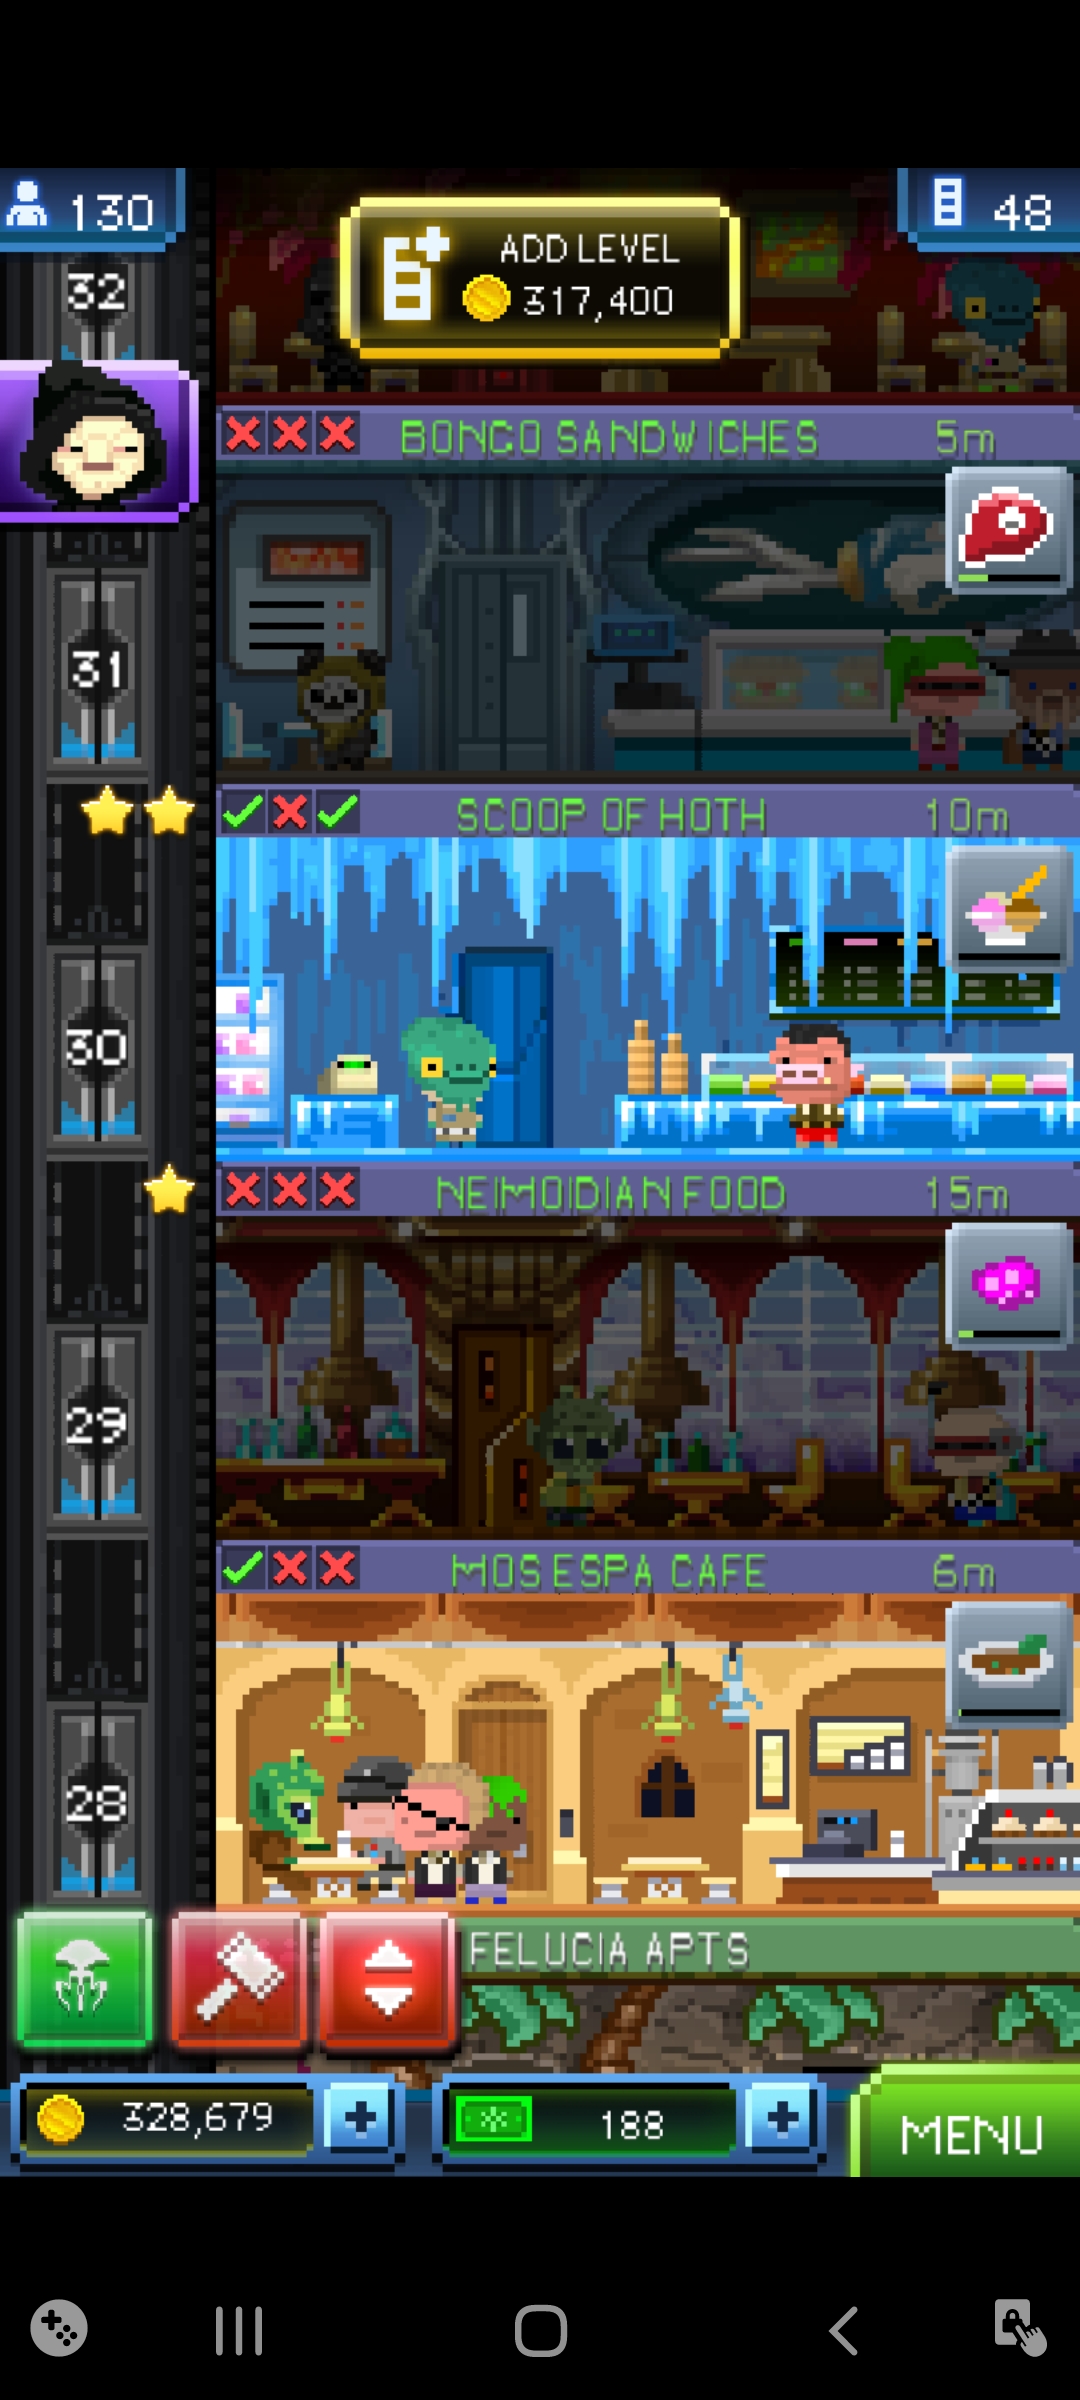 130
ADD LEVEL
317,400
48
32
BONGO SANDWICHES
5m
31
SCOOP OF HOTH
10m
30
NEIMOIDIAN FOOD
15m
29
MOS ESPA CAFE
6m
28
FELUCIA APTS
328,679
188
MENU